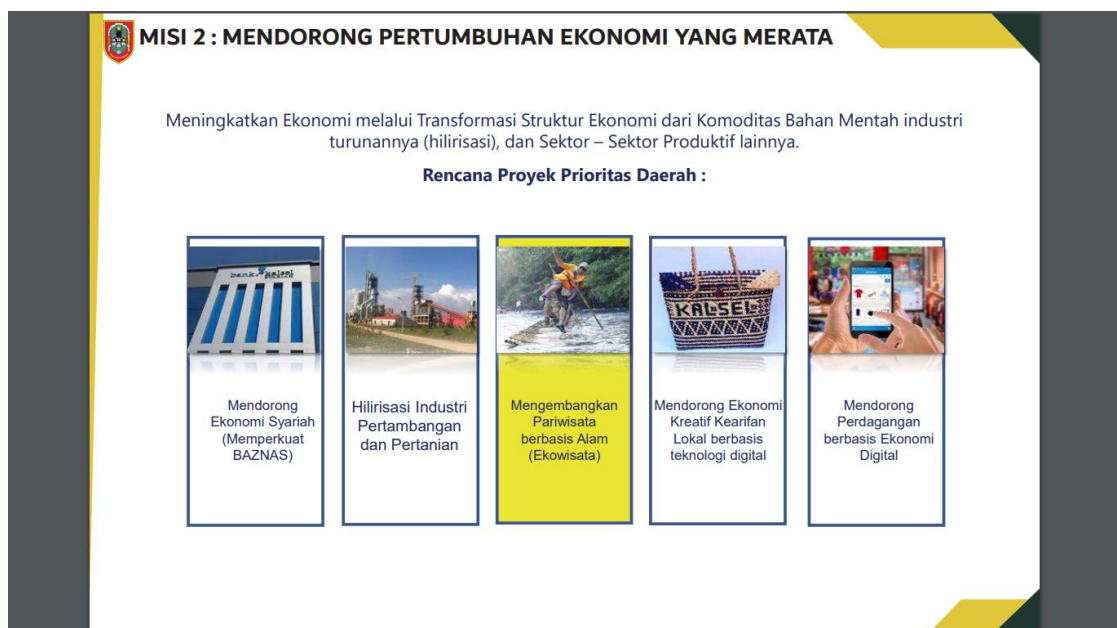 MISI 2 : MENDORONG PERTUMBUHAN EKONOMI YANG MERATA
Meningkatkan Ekonomi melalui Transformasi Struktur Ekonomi dari Komoditas Bahan Mentah industri
turunannya (hilirisasi), dan Sektor – Sektor Produktif lainnya.
Rencana Proyek Prioritas Daerah :
bank kalsel
Mendorong
Ekonomi Syariah
(Memperkuat
BAZNAS)
Hilirisasi Industri
Pertambangan
dan Pertanian
Mengembangkan
Pariwisata
berbasis Alam
(Ekowisata)
KALSEL
Mendorong Ekonomi
Kreatif Kearifan
Lokal berbasis
teknologi digital
Mendorong
Perdagangan
berbasis Ekonomi
Digital